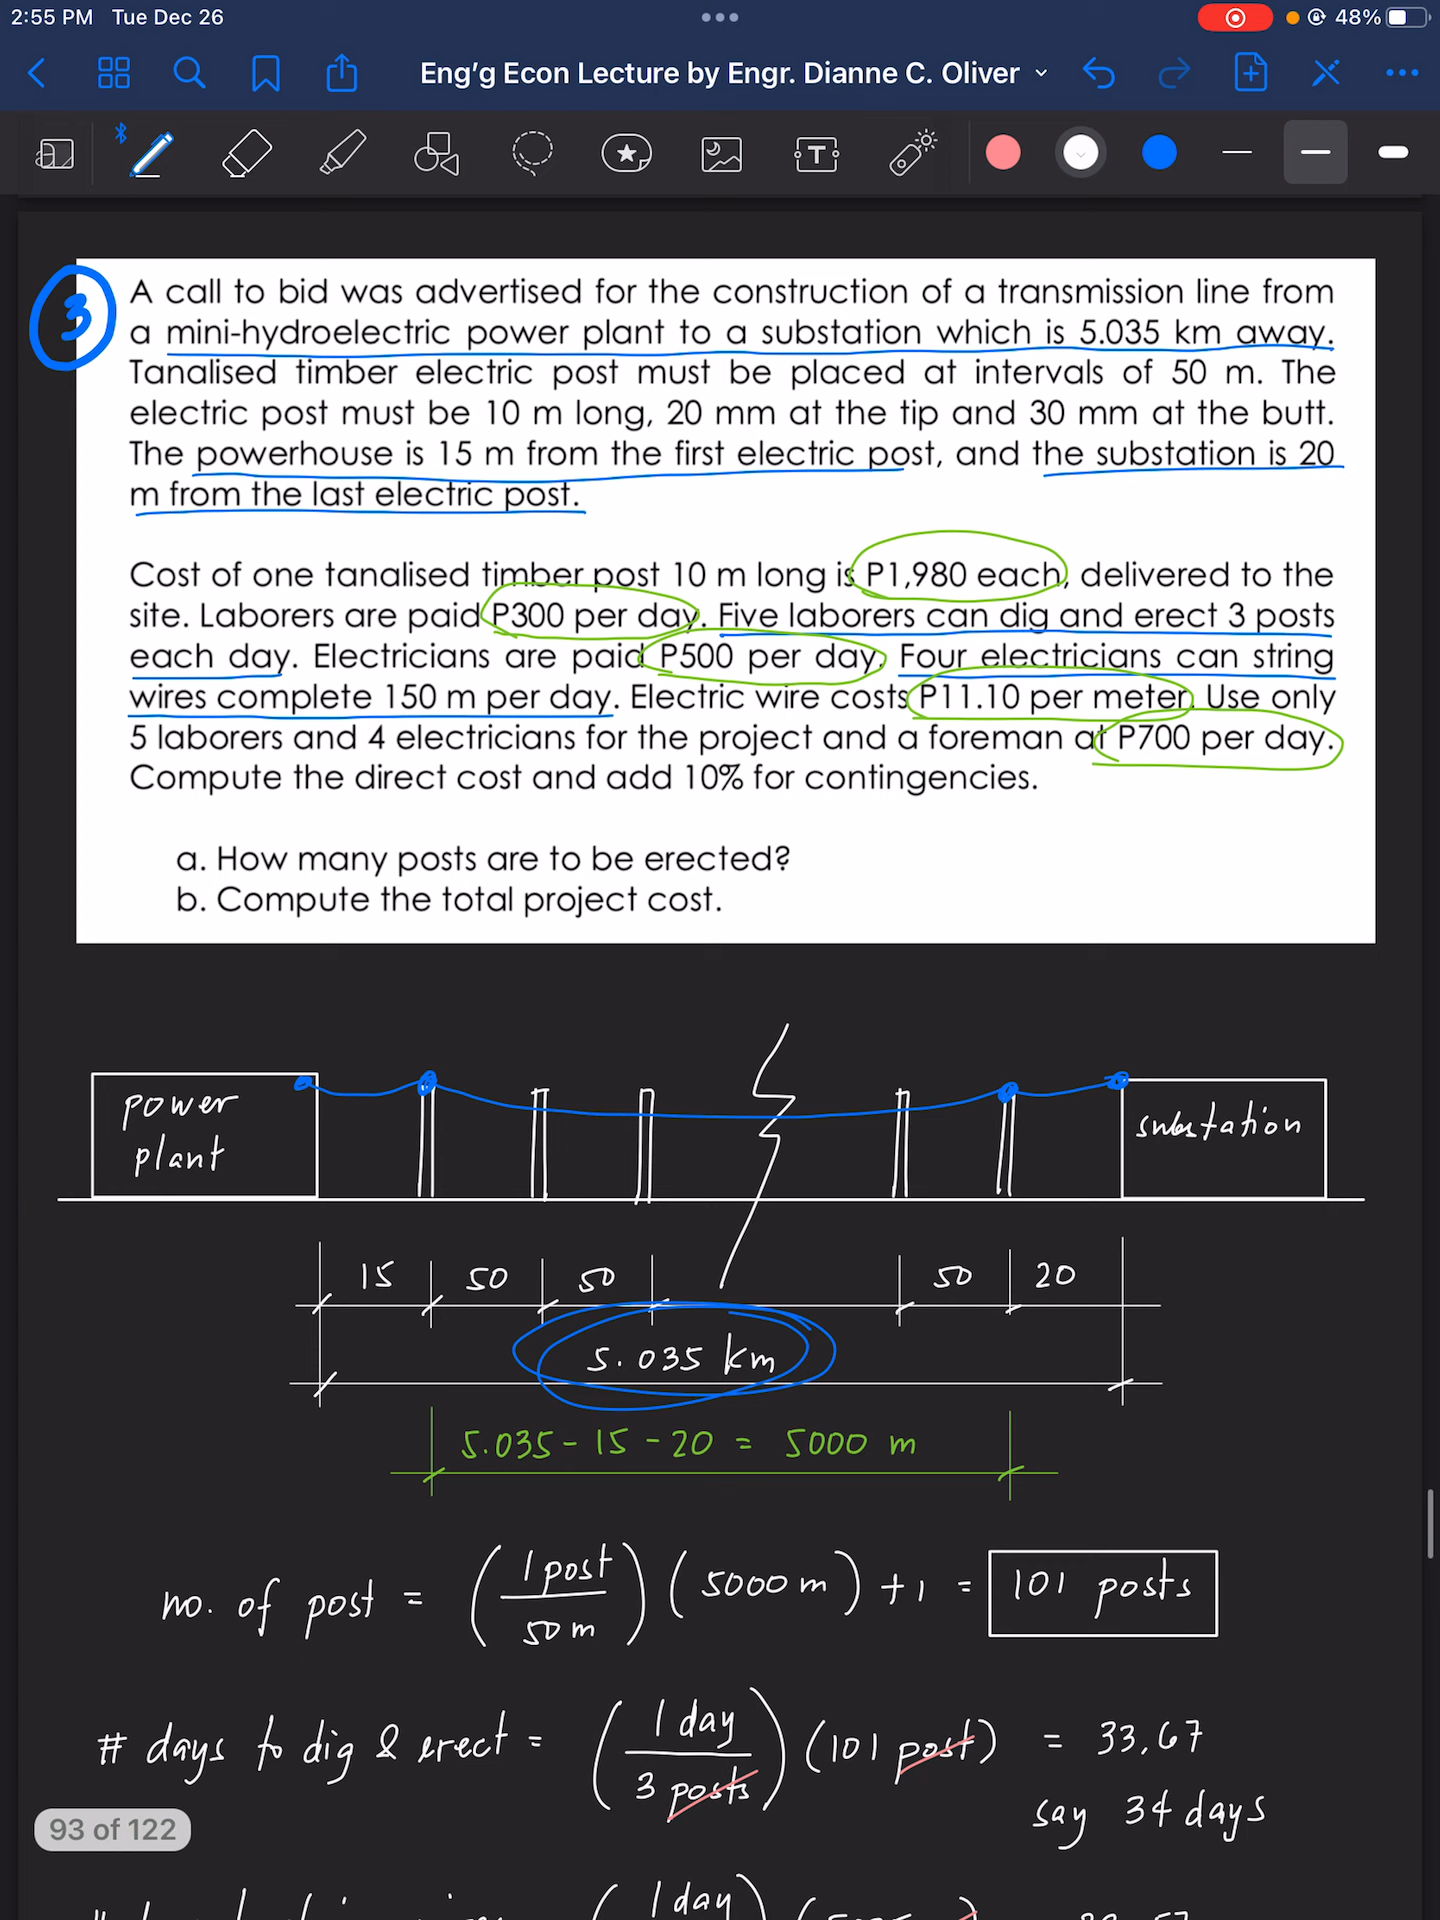 2:55 PM Tue Dec 26
48%
Eng'g Econ Lecture by Engr. Dianne C. Oliver
3
A call to bid was advertised for the construction of a transmission line from
a mini-hydroelectric power plant to a substation which is 5.035 km away.
Tanalised timber electric post must be placed at intervals of 50 m. The
electric post must be 10 m long, 20 mm at the tip and 30 mm at the butt.
The powerhouse is 15 m from the first electric post, and the substation is 20
m from the last electric post.
Cost of one tanalised timber post 10 m long is P1,980 each, delivered to the
site. Laborers are paid P300 per day. Five laborers can dig and erect 3 posts
each day. Electricians are paid P500 per day. Four electricians can string
wires complete 150 m per day. Electric wire costs P11.10 per meter. Use only
5 laborers and 4 electricians for the project and a foreman at P700 per day.
Compute the direct cost and add 10% for contingencies.
a. How many posts are to be erected?
b. Compute the total project cost.
power plant
substation
15 50 50 50 20
5.035 km
5.035 - 15 - 20 = 5000 m
no. of post = (1 post / 50 m) (5000 m) + 1 = 101 posts
# days to dig & erect = (1 day / 3 posts) (101 post) = 33.67
say 34 days
93 of 122
1 day